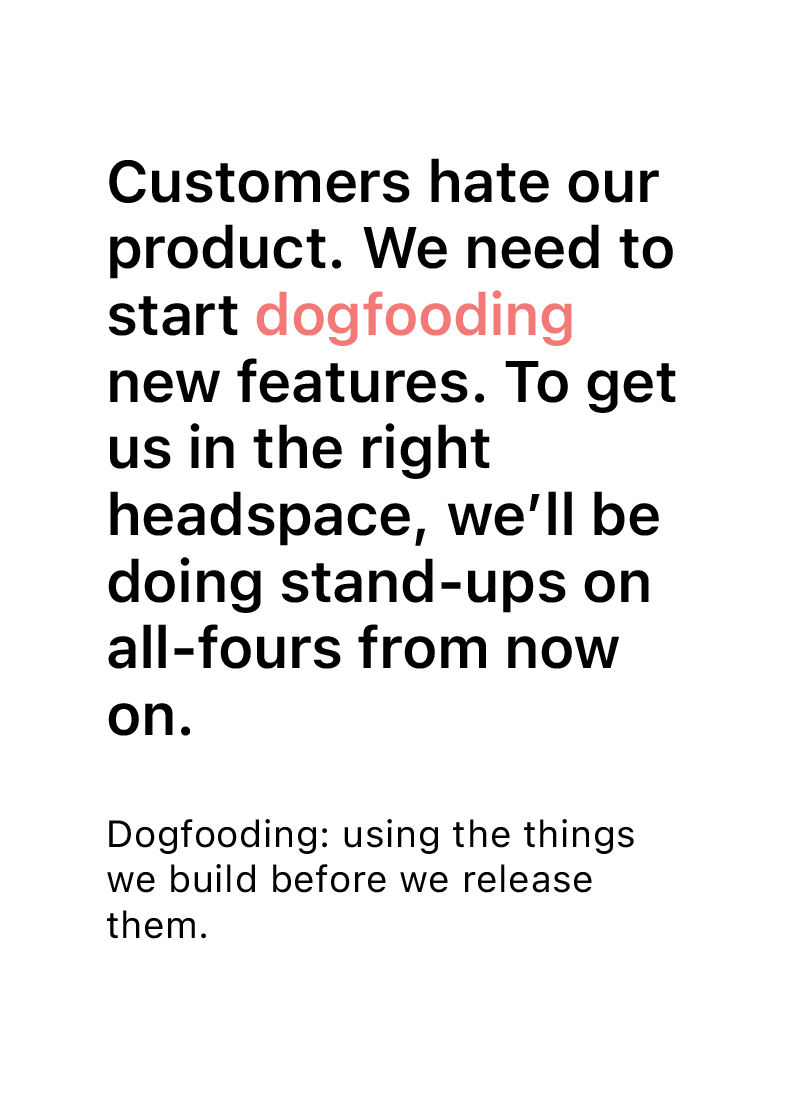 Customers hate our
product. We need to
start dogfooding
new features. To get
us in the right
headspace, we’ll be
doing stand-ups on
all-fours from now
on.
Dogfooding: using the things
we build before we release
them.